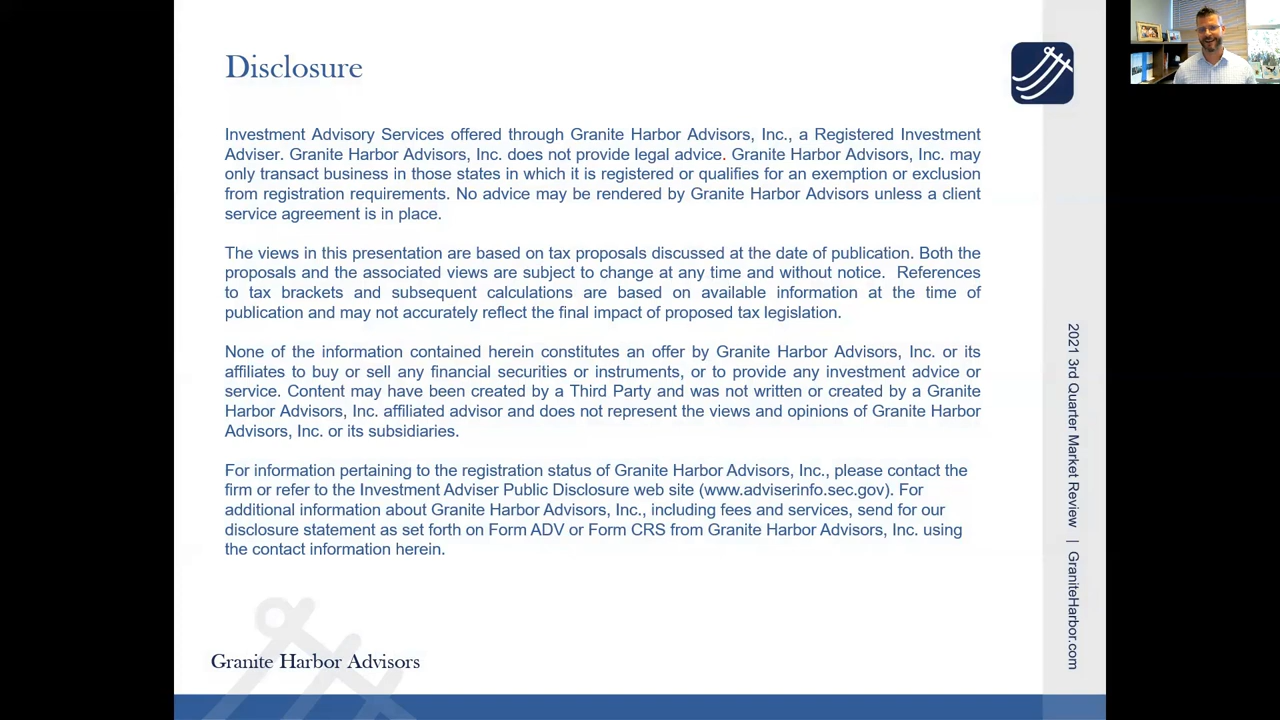 Disclosure
Investment Advisory Services offered through Granite Harbor Advisors, Inc., a Registered Investment
Adviser. Granite Harbor Advisors, Inc. does not provide legal advice. Granite Harbor Advisors, Inc. may
only transact business in those states in which it is registered or qualifies for an exemption or exclusion
from registration requirements. No advice may be rendered by Granite Harbor Advisors unless a client
service agreement is in place.
The views in this presentation are based on tax proposals discussed at the date of publication. Both the
proposals and the associated views are subject to change at any time and without notice. References
to tax brackets and subsequent calculations are based on available information at the time of
publication and may not accurately reflect the final impact of proposed tax legislation.
None of the information contained herein constitutes an offer by Granite Harbor Advisors, Inc. or its
affiliates to buy or sell any financial securities or instruments, or to provide any investment advice or
service. Content may have been created by a Third Party and was not written or created by a Granite
Harbor Advisors, Inc. affiliated advisor and does not represent the views and opinions of Granite Harbor
Advisors, Inc. or its subsidiaries.
For information pertaining to the registration status of Granite Harbor Advisors, Inc., please contact the
firm or refer to the Investment Adviser Public Disclosure web site (www.adviserinfo.sec.gov). For
additional information about Granite Harbor Advisors, Inc., including fees and services, send for our
disclosure statement as set forth on Form ADV or Form CRS from Granite Harbor Advisors, Inc. using
the contact information herein.
Granite Harbor Advisors
2021 3rd Quarter Market Review | GraniteHarbor.com